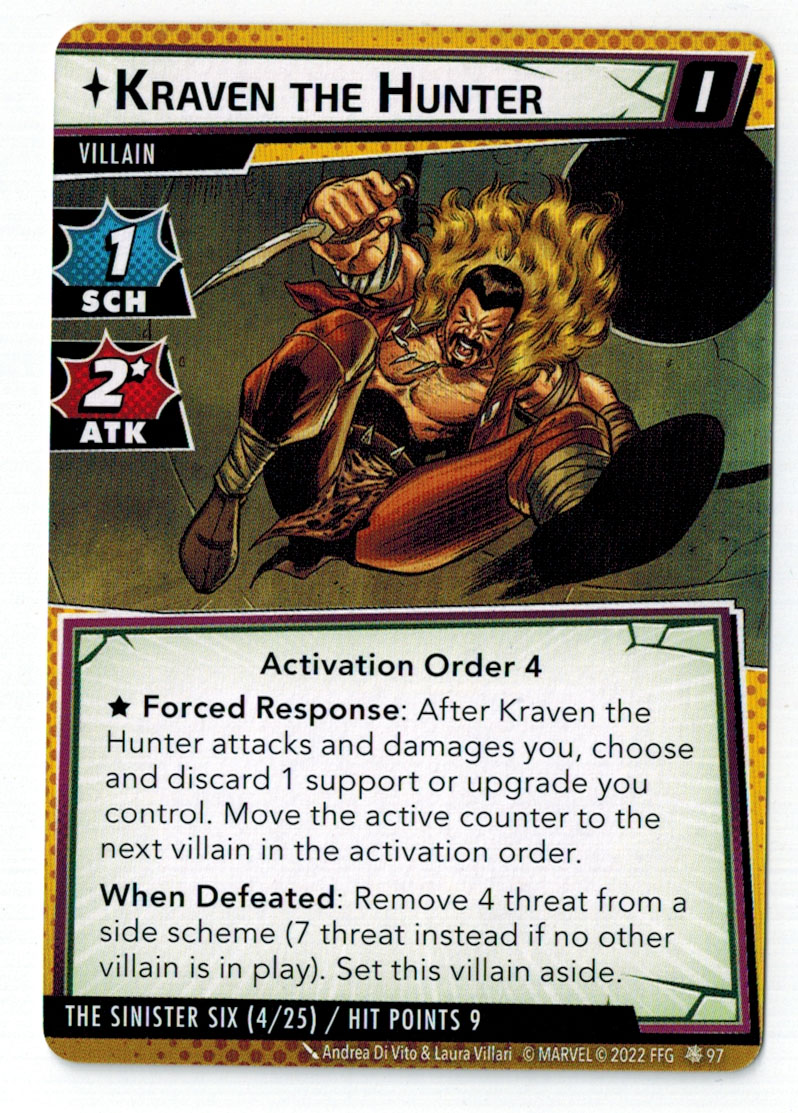 KRAVEN THE HUNTER
I
VILLAIN
1
SCH
2★
ATK
Activation Order 4
★ Forced Response: After Kraven the
Hunter attacks and damages you, choose
and discard 1 support or upgrade you
control. Move the active counter to the
next villain in the activation order.
When Defeated: Remove 4 threat from a
side scheme (7 threat instead if no other
villain is in play). Set this villain aside.
THE SINISTER SIX (4/25) / HIT POINTS 9
Andrea Di Vito & Laura Villari © MARVEL © 2022 FFG 97